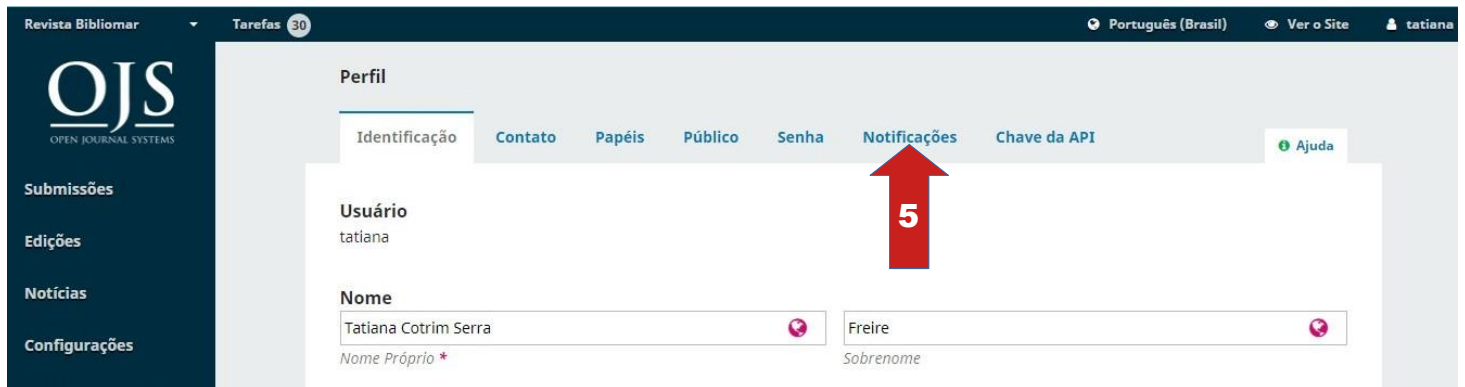 Revista Bibliomar Tarefas 30 Português (Brasil) Ver o Site tatiana
OJS
OPEN JOURNAL SYSTEMS
Perfil
Identificação Contato Papéis Público Senha Notificações Chave da API Ajuda
Submissões
Edições
Notícias
Configurações
5
Usuário
tatiana
Nome
Tatiana Cotrim Serra Freire
Nome Próprio * Sobrenome